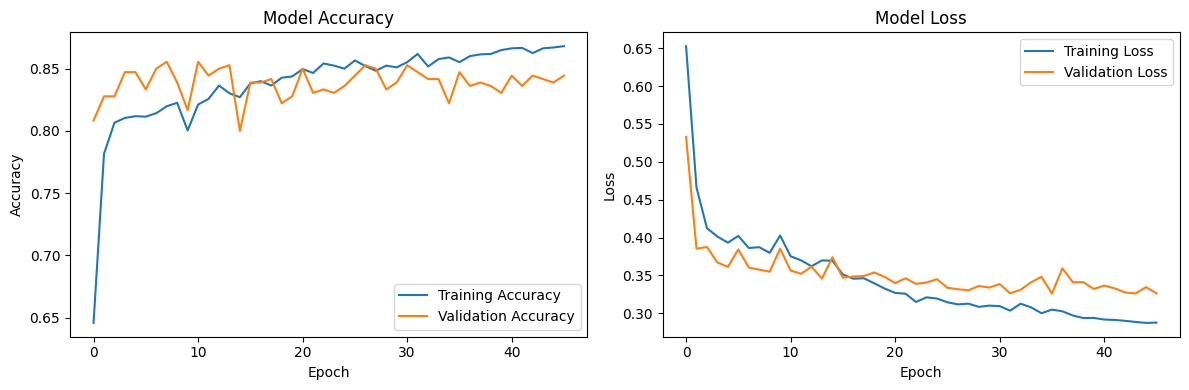 Model Accuracy
Accuracy
0.85
0.80
0.75
0.70
0.65
Training Accuracy
Validation Accuracy
0 10 20 30 40
Epoch
Model Loss
Loss
0.65
0.60
0.55
0.50
0.45
0.40
0.35
0.30
Training Loss
Validation Loss
0 10 20 30 40
Epoch